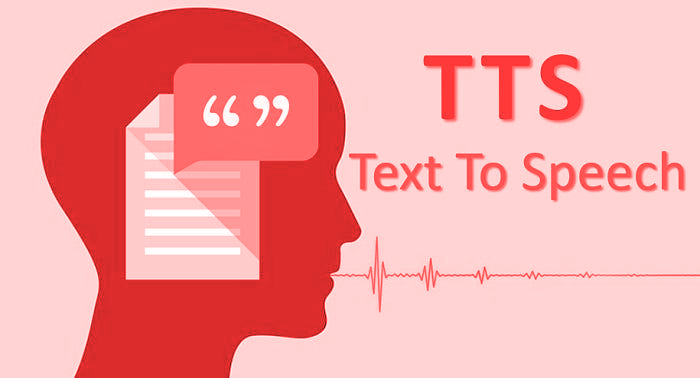 “ ”
TTS
Text To Speech